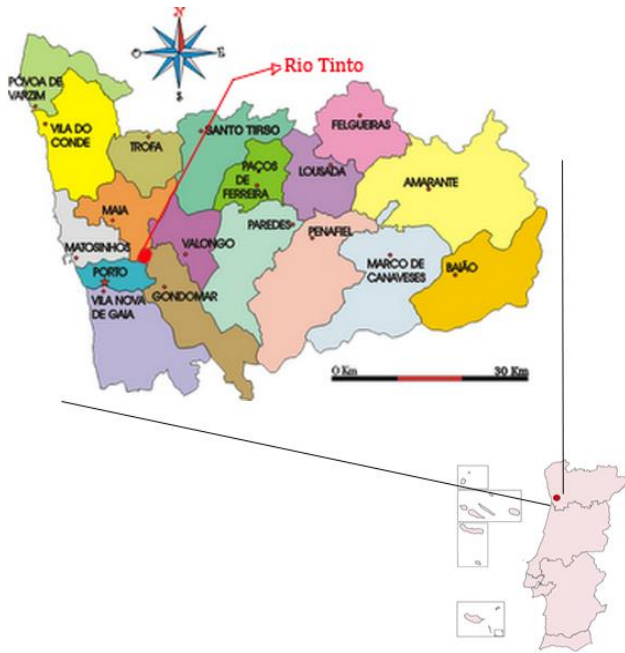 N
O
E
S
Rio Tinto
PÓVOA DE
VARZIM
VILA DO
CONDE
TROFA
SANTO TIRSO
FELGUEIRAS
PAÇOS
DE
FERREIRA
LOUSADA
AMARANTE
MAIA
MATOSINHOS
VALONGO
PAREDES
PENAFIEL
MARCO DE
CANAVESES
BAIÃO
PORTO
VILA NOVA
DE GAIA
GONDOMAR
0 Km
30 Km